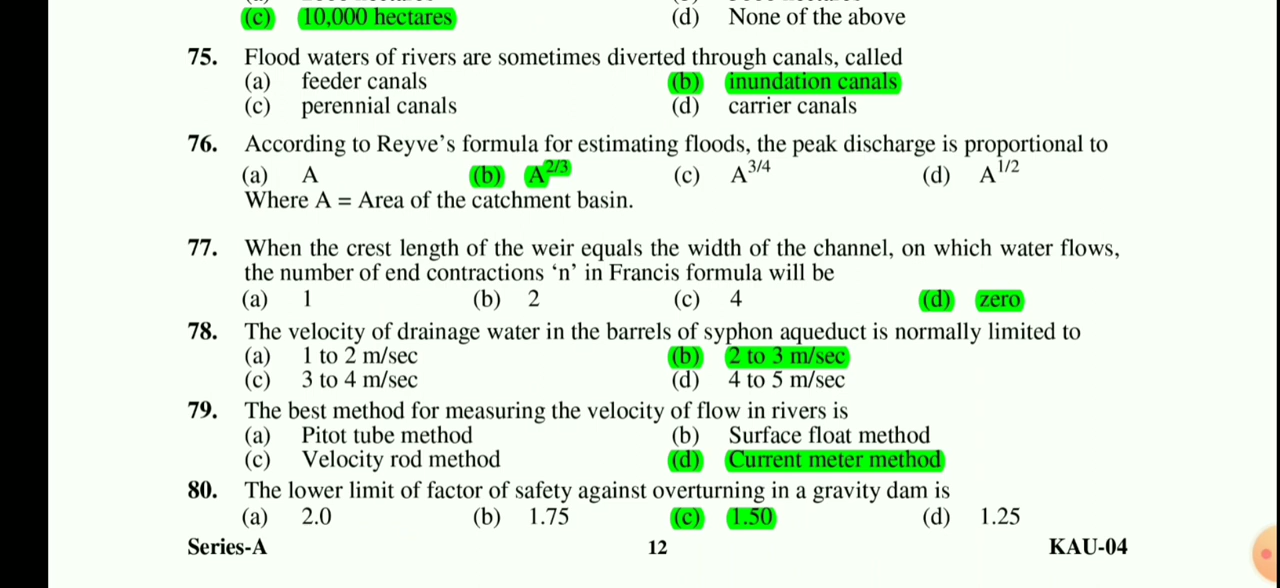 (c) 10,000 hectares (d) None of the above
75. Flood waters of rivers are sometimes diverted through canals, called
(a) feeder canals (b) inundation canals
(c) perennial canals (d) carrier canals
76. According to Reyve's formula for estimating floods, the peak discharge is proportional to
(a) A (b) A^2/3 (c) A^3/4 (d) A^1/2
Where A = Area of the catchment basin.
77. When the crest length of the weir equals the width of the channel, on which water flows,
the number of end contractions ‘n’ in Francis formula will be
(a) 1 (b) 2 (c) 4 (d) zero
78. The velocity of drainage water in the barrels of syphon aqueduct is normally limited to
(a) 1 to 2 m/sec (b) 2 to 3 m/sec
(c) 3 to 4 m/sec (d) 4 to 5 m/sec
79. The best method for measuring the velocity of flow in rivers is
(a) Pitot tube method (b) Surface float method
(c) Velocity rod method (d) Current meter method
80. The lower limit of factor of safety against overturning in a gravity dam is
(a) 2.0 (b) 1.75 (c) 1.50 (d) 1.25
Series-A 12 KAU-04